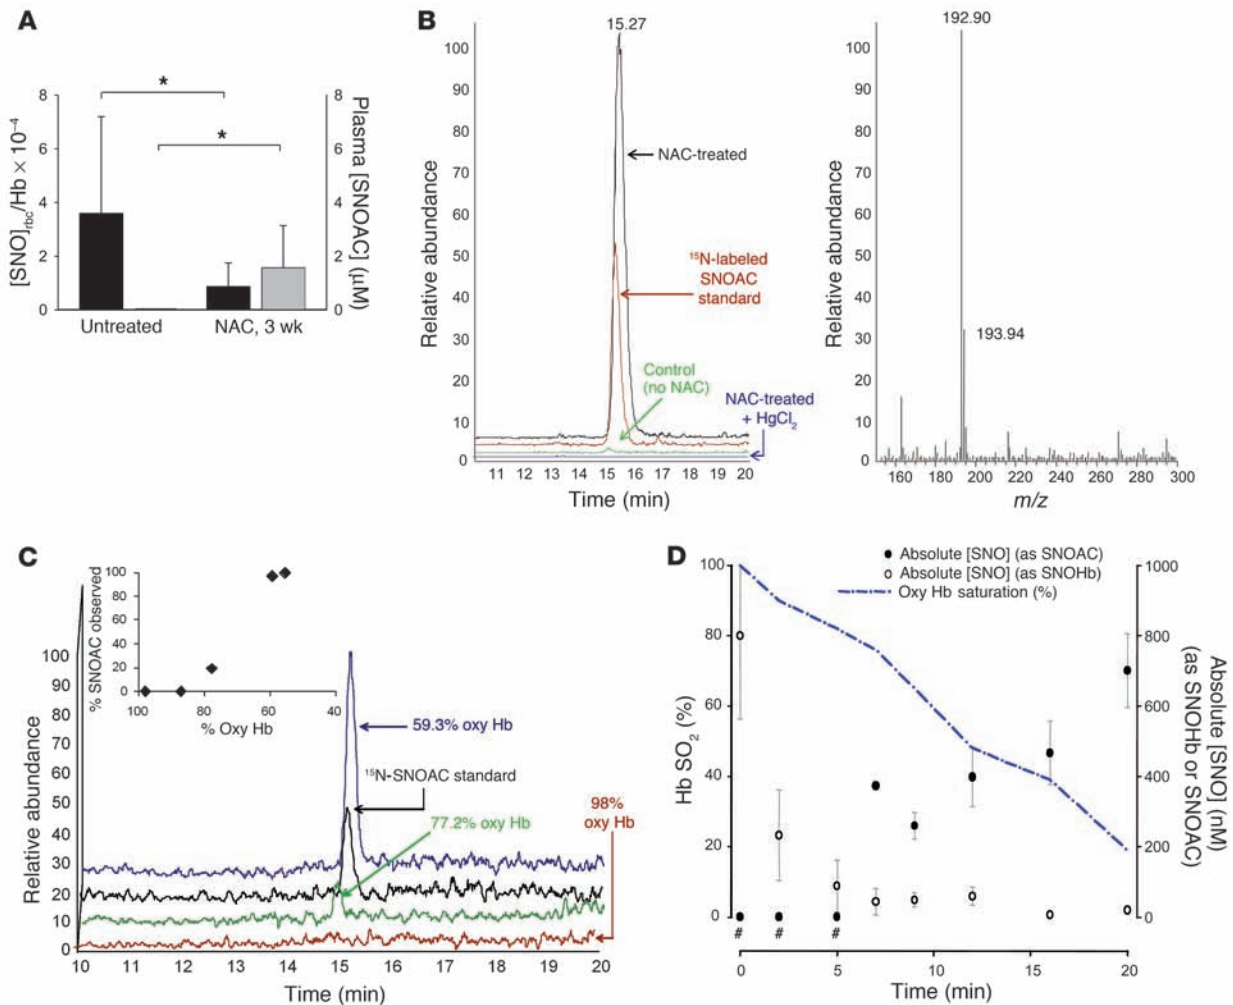 A
*
*
8
6
4
2
0
[SNO]rbc/Hb × 10–4
8
6
4
2
0
Plasma [SNOAC] (μM)
Untreated
NAC, 3 wk
B
15.27
100
90
80
70
60
50
40
30
20
10
0
Relative abundance
NAC-treated
15N-labeled
SNOAC
standard
Control
(no NAC)
NAC-treated
+ HgCl2
11 12 13 14 15 16 17 18 19 20
Time (min)
192.90
193.94
100
90
80
70
60
50
40
30
20
10
0
Relative abundance
160 180 200 220 240 260 280 300
m/z
C
100
80
60
40
20
0
% SNOAC observed
100 80 60 40
% Oxy Hb
100
90
80
70
60
50
40
30
20
10
0
Relative abundance
59.3% oxy Hb
15N-SNOAC standard
77.2% oxy Hb
98%
oxy Hb
10 11 12 13 14 15 16 17 18 19 20
Time (min)
D
Absolute [SNO] (as SNOAC)
Absolute [SNO] (as SNOHb)
Oxy Hb saturation (%)
100
80
60
40
20
0
Hb SO2 (%)
1000
800
600
400
200
0
Absolute [SNO] (nM)
(as SNOHb or SNOAC)
# # #
0 5 10 15 20
Time (min)